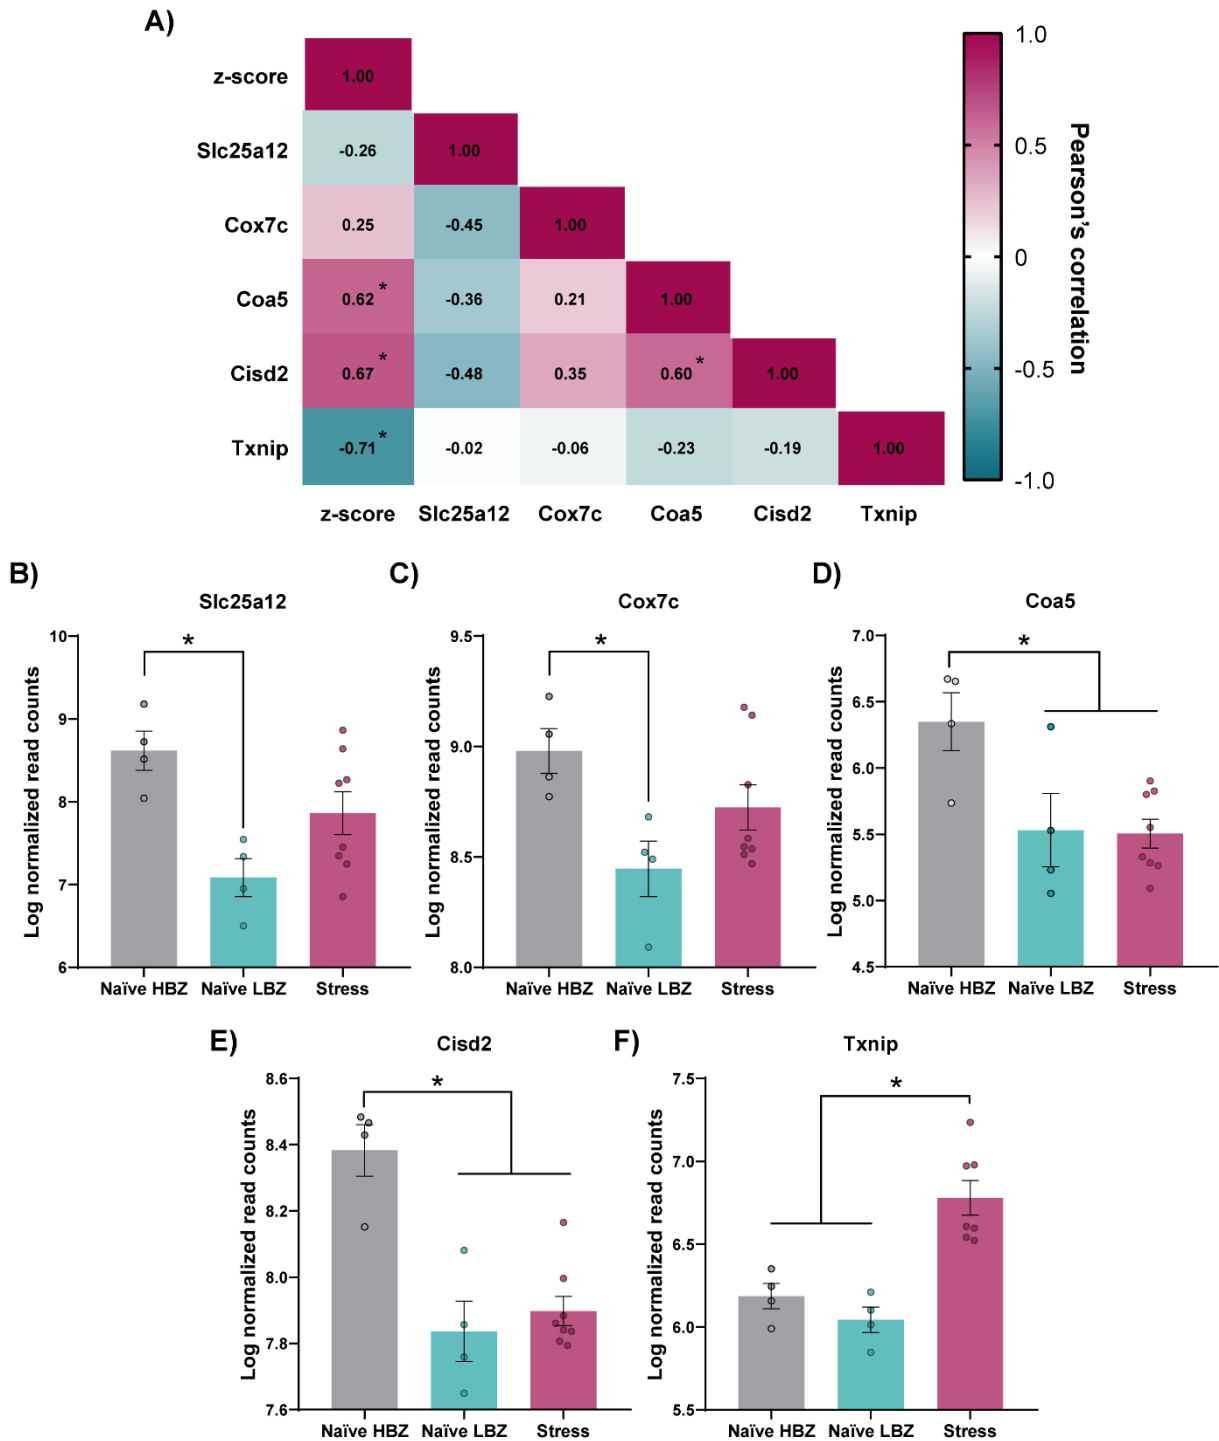 A)
z-score 1.00
Slc25a12 -0.26 1.00
Cox7c 0.25 -0.45 1.00
Coa5 0.62 * -0.36 0.21 1.00
Cisd2 0.67 * -0.48 0.35 0.60 * 1.00
Txnip -0.71 * -0.02 -0.06 -0.23 -0.19 1.00
z-score Slc25a12 Cox7c Coa5 Cisd2 Txnip
1.0
0.5
0
-0.5
-1.0
Pearson's correlation
B)
Slc25a12
Log normalized read counts
10
9
8
7
6
*
Naïve HBZ Naïve LBZ Stress
C)
Cox7c
Log normalized read counts
9.5
9.0
8.5
8.0
*
Naïve HBZ Naïve LBZ Stress
D)
Coa5
Log normalized read counts
7.0
6.5
6.0
5.5
5.0
4.5
*
Naïve HBZ Naïve LBZ Stress
E)
Cisd2
Log normalized read counts
8.6
8.4
8.2
8.0
7.8
7.6
*
Naïve HBZ Naïve LBZ Stress
F)
Txnip
Log normalized read counts
7.5
7.0
6.5
6.0
5.5
*
Naïve HBZ Naïve LBZ Stress